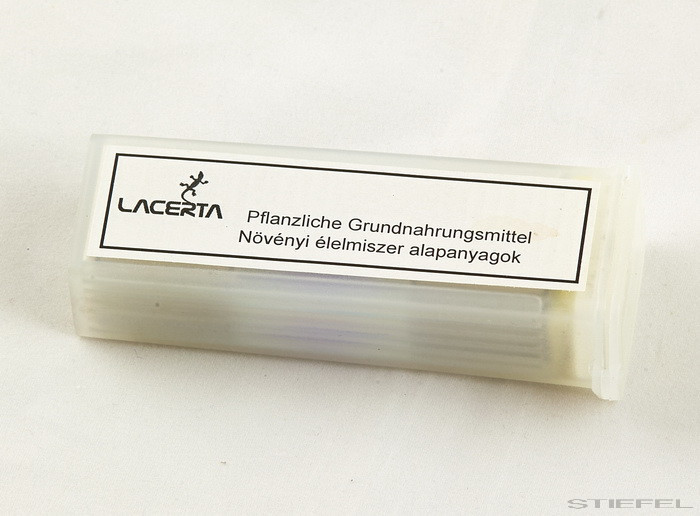 LACERTA
Pflanzliche Grundnahrungsmittel
Növényi élelmiszer alapanyagok
STIEFEL